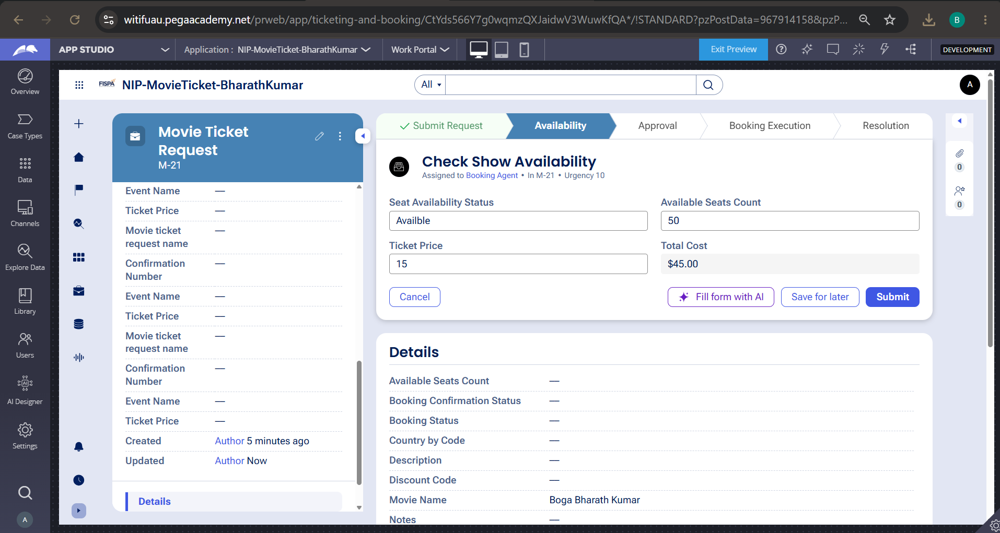 witifuau.pegaacademy.net/prweb/app/ticketing-and-booking/CtYds566Y7g0wqmzQXJaidwV3WuwKfQA*/!STANDARD?pzPostData=967914158&pzP...
B
APP STUDIO
Application : NIP-MovieTicket-BharathKumar
Work Portal
Exit Preview
DEVELOPMENT
Overview
Case Types
Data
Channels
Explore Data
Library
Users
AI
AI Designer
Settings
A
FISPA
NIP-MovieTicket-BharathKumar
All
A
Movie Ticket
Request
M-21
Event Name —
Ticket Price —
Movie ticket
request name —
Confirmation
Number —
Event Name —
Ticket Price —
Movie ticket
request name —
Confirmation
Number —
Event Name —
Ticket Price —
Created Author 5 minutes ago
Updated Author Now
Details
Submit Request
Availability
Approval
Booking Execution
Resolution
Check Show Availability
Assigned to Booking Agent • In M-21 • Urgency 10
Seat Availability Status
Availble
Available Seats Count
50
Ticket Price
15
Total Cost
$45.00
Cancel
Fill form with AI
Save for later
Submit
Details
Available Seats Count —
Booking Confirmation Status —
Booking Status —
Country by Code —
Description —
Discount Code —
Movie Name Boga Bharath Kumar
Notes —
0
0